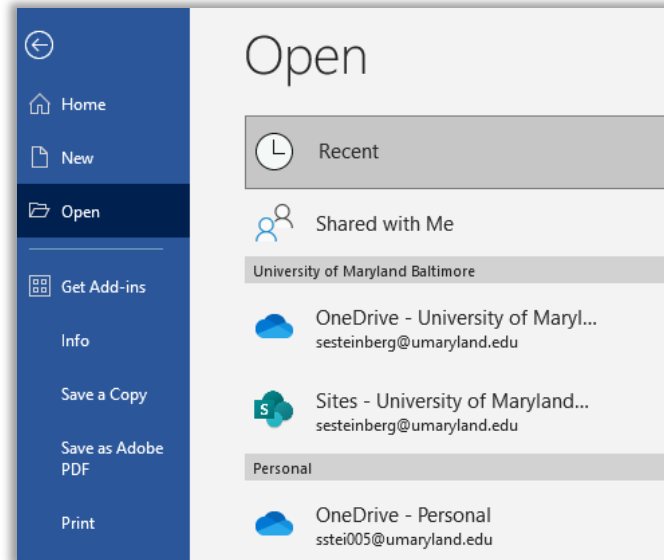 Open
Home
New
Open
Get Add-ins
Info
Save a Copy
Save as Adobe
PDF
Print
Recent
Shared with Me
University of Maryland Baltimore
OneDrive - University of Maryl...
sesteinberg@umaryland.edu
S
Sites - University of Maryland...
sesteinberg@umaryland.edu
Personal
OneDrive - Personal
sstei005@umaryland.edu